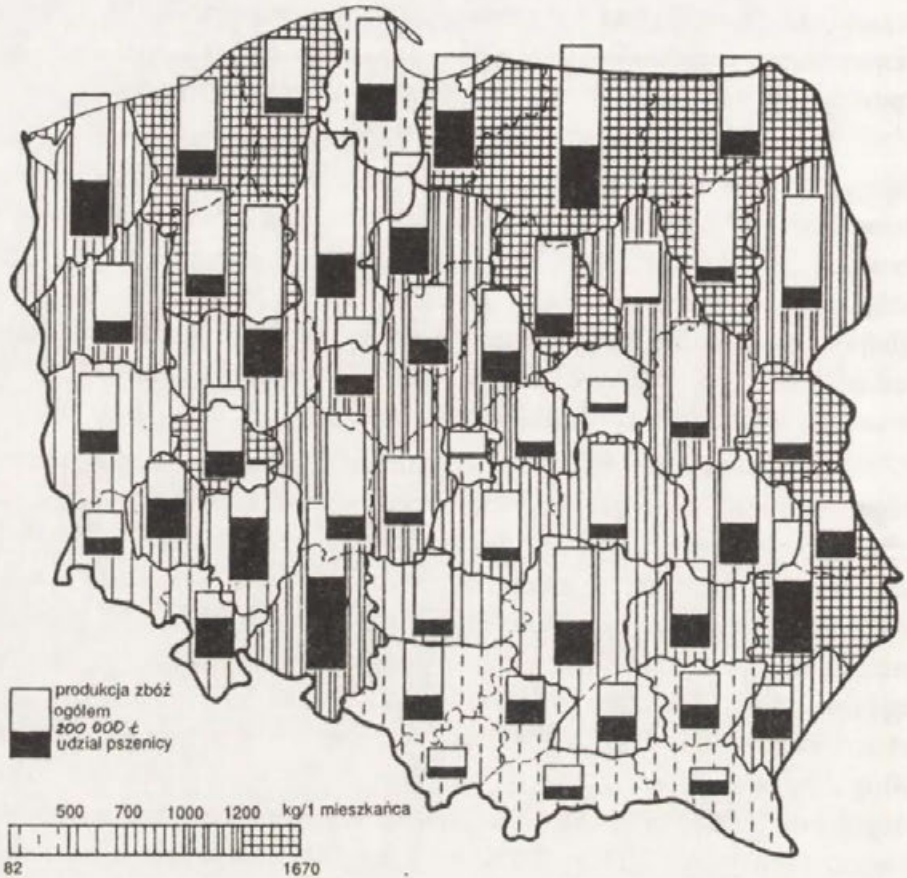 produkcja zbóż
ogółem
200 000 t
udział pszenicy
500 700 1000 1200 kg/1 mieszkańca
82 1670